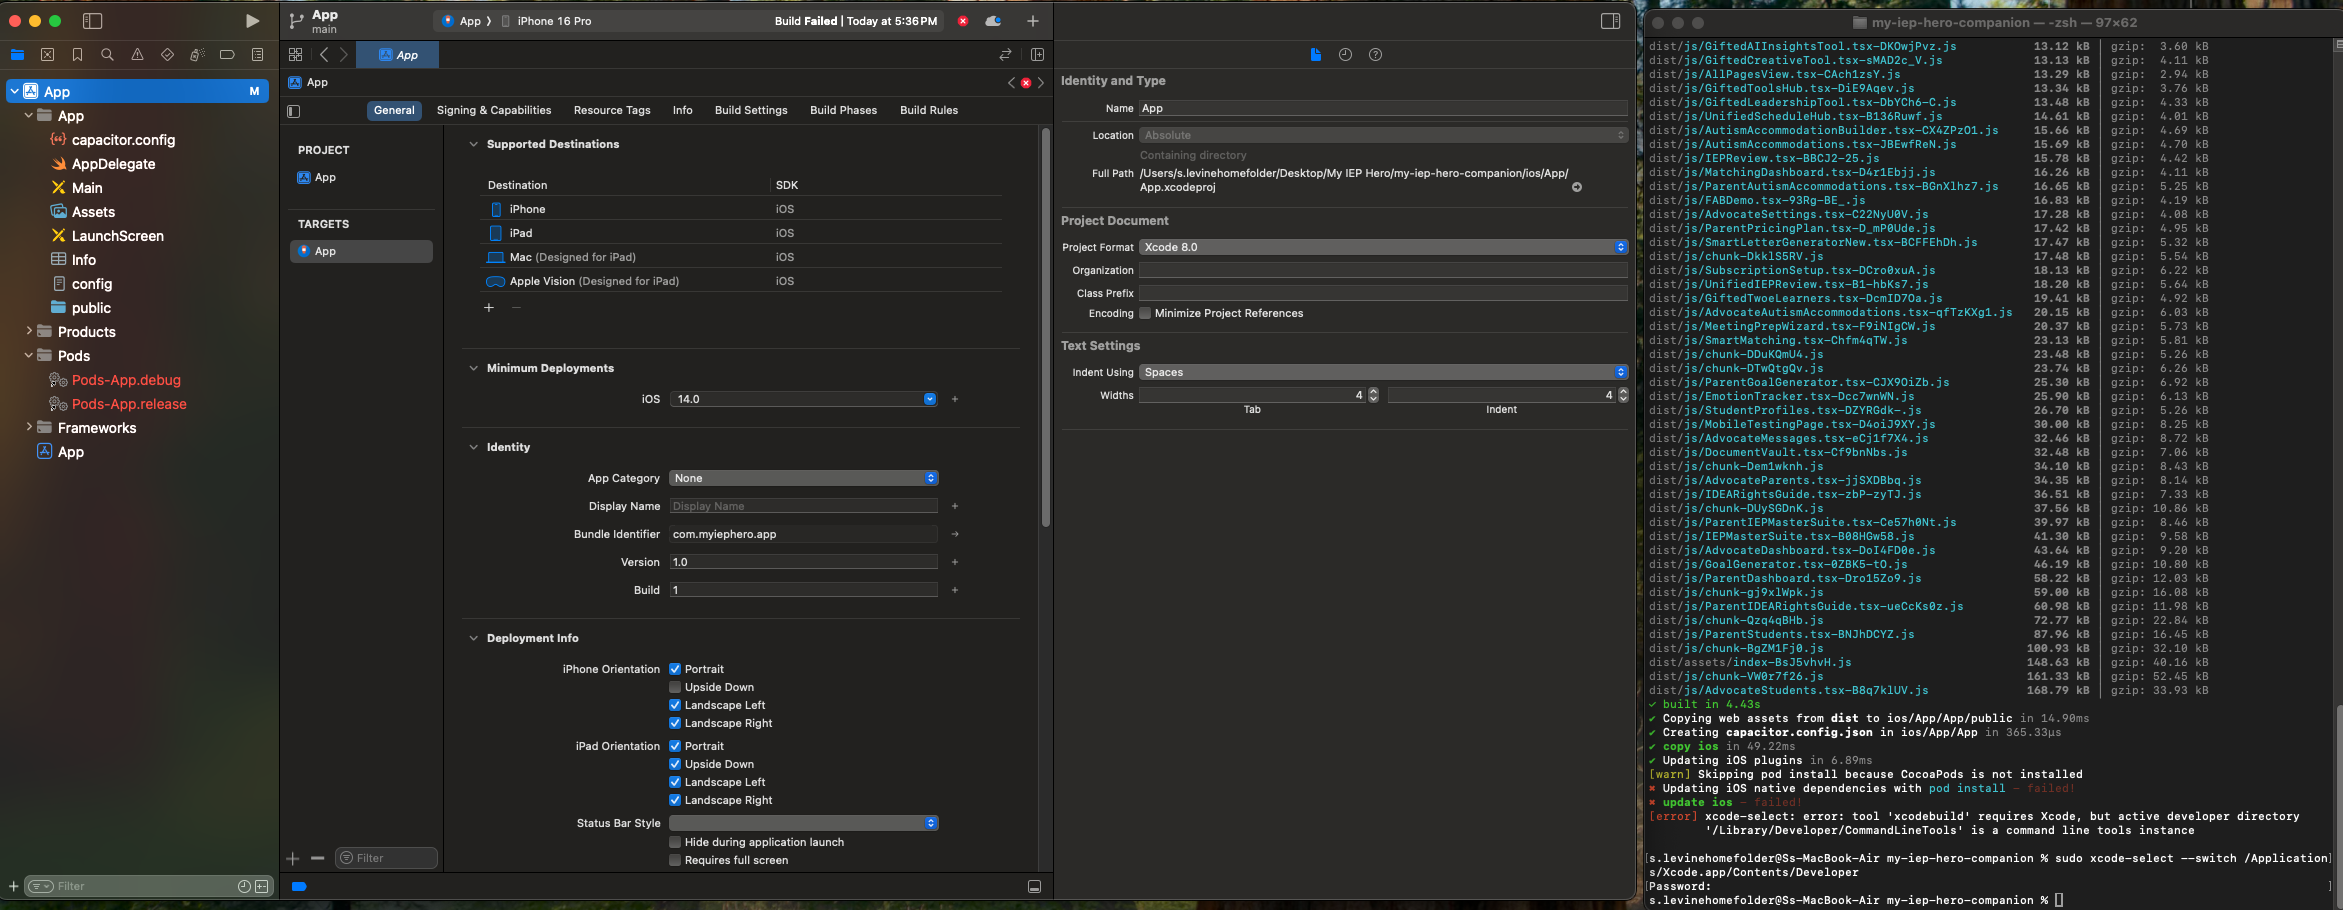 App
main
App
iPhone 16 Pro
Build Failed | Today at 5:36 PM
App
App
General
Signing & Capabilities
Resource Tags
Info
Build Settings
Build Phases
Build Rules
App
M
App
capacitor.config
AppDelegate
Main
Assets
LaunchScreen
Info
config
public
Products
Pods
Pods-App.debug
Pods-App.release
Frameworks
App
Filter
PROJECT
App
TARGETS
App
Filter
Supported Destinations
Destination SDK
iPhone iOS
iPad iOS
Mac (Designed for iPad) iOS
Apple Vision (Designed for iPad) iOS
Minimum Deployments
iOS 14.0
Identity
App Category None
Display Name Display Name
Bundle Identifier com.myiephero.app
Version 1.0
Build 1
Deployment Info
iPhone Orientation Portrait
Upside Down
Landscape Left
Landscape Right
iPad Orientation Portrait
Upside Down
Landscape Left
Landscape Right
Status Bar Style
Hide during application launch
Requires full screen
Identity and Type
Name App
Location Absolute
Containing directory
Full Path /Users/s.levinehomefolder/Desktop/My IEP Hero/my-iep-hero-companion/ios/App/
App.xcodeproj
Project Document
Project Format Xcode 8.0
Organization
Class Prefix
Encoding Minimize Project References
Text Settings
Indent Using Spaces
Widths 4 4
Tab Indent
my-iep-hero-companion — -zsh — 97×62
dist/js/GiftedAIInsightsTool.tsx-DKOwjPvz.js 13.12 kB │ gzip: 3.60 kB
dist/js/GiftedCreativeTool.tsx-sMAD2c_V.js 13.13 kB │ gzip: 4.11 kB
dist/js/AllPagesView.tsx-CAch1zsY.js 13.29 kB │ gzip: 2.94 kB
dist/js/GiftedToolsHub.tsx-DiE9Aqev.js 13.34 kB │ gzip: 3.76 kB
dist/js/GiftedLeadershipTool.tsx-DbYCh6-C.js 13.48 kB │ gzip: 4.33 kB
dist/js/UnifiedScheduleHub.tsx-B136Ruwf.js 14.61 kB │ gzip: 4.01 kB
dist/js/AutismAccommodationBuilder.tsx-CX4ZPzO1.js 15.66 kB │ gzip: 4.69 kB
dist/js/AutismAccommodations.tsx-JBEwfReN.js 15.69 kB │ gzip: 4.70 kB
dist/js/IEPReview.tsx-BBCJ2-25.js 15.78 kB │ gzip: 4.42 kB
dist/js/MatchingDashboard.tsx-D4r1Ebjj.js 16.26 kB │ gzip: 4.11 kB
dist/js/ParentAutismAccommodations.tsx-BGnXlhz7.js 16.65 kB │ gzip: 5.25 kB
dist/js/FABDemo.tsx-93Rg-BE_.js 16.83 kB │ gzip: 4.19 kB
dist/js/AdvocateSettings.tsx-C22NyU0V.js 17.28 kB │ gzip: 4.08 kB
dist/js/ParentPricingPlan.tsx-D_mP0Ude.js 17.42 kB │ gzip: 4.95 kB
dist/js/SmartLetterGeneratorNew.tsx-BCFFEhDh.js 17.47 kB │ gzip: 5.32 kB
dist/js/chunk-DkklS5RV.js 17.48 kB │ gzip: 5.54 kB
dist/js/SubscriptionSetup.tsx-DCro0xuA.js 18.13 kB │ gzip: 6.22 kB
dist/js/UnifiedIEPReview.tsx-B1-hbKs7.js 18.20 kB │ gzip: 5.64 kB
dist/js/GiftedTwoeLearners.tsx-DcmID7Oa.js 19.41 kB │ gzip: 4.92 kB
dist/js/AdvocateAutismAccommodations.tsx-qfTzKXg1.js 20.15 kB │ gzip: 6.03 kB
dist/js/MeetingPrepWizard.tsx-F9iNIgCW.js 20.37 kB │ gzip: 5.73 kB
dist/js/SmartMatching.tsx-Chfm4qTW.js 23.13 kB │ gzip: 5.81 kB
dist/js/chunk-DDuKQmU4.js 23.48 kB │ gzip: 5.26 kB
dist/js/chunk-DTwQtgQv.js 23.74 kB │ gzip: 6.26 kB
dist/js/ParentGoalGenerator.tsx-CJX9OiZb.js 25.30 kB │ gzip: 6.92 kB
dist/js/EmotionTracker.tsx-Dcc7wnWN.js 25.90 kB │ gzip: 6.13 kB
dist/js/StudentProfiles.tsx-DZYRGdk-.js 26.70 kB │ gzip: 5.26 kB
dist/js/MobileTestingPage.tsx-D4oiJ9XY.js 30.00 kB │ gzip: 8.25 kB
dist/js/AdvocateMessages.tsx-eCj1f7X4.js 32.46 kB │ gzip: 8.72 kB
dist/js/DocumentVault.tsx-Cf9bnNbs.js 32.48 kB │ gzip: 7.06 kB
dist/js/chunk-Dem1wknh.js 34.10 kB │ gzip: 8.43 kB
dist/js/AdvocateParents.tsx-jjSXDBbq.js 34.35 kB │ gzip: 8.14 kB
dist/js/IDEARightsGuide.tsx-zbP-zyTJ.js 36.51 kB │ gzip: 7.33 kB
dist/js/chunk-DUySGDnK.js 37.56 kB │ gzip: 10.86 kB
dist/js/ParentIEPMasterSuite.tsx-Ce57h0Nt.js 39.97 kB │ gzip: 8.46 kB
dist/js/IEPMasterSuite.tsx-B08HGw58.js 41.30 kB │ gzip: 9.58 kB
dist/js/AdvocateDashboard.tsx-DoI4FD0e.js 43.64 kB │ gzip: 9.20 kB
dist/js/GoalGenerator.tsx-0ZBK5-tO.js 46.19 kB │ gzip: 10.80 kB
dist/js/ParentDashboard.tsx-Dro15Zo9.js 58.22 kB │ gzip: 12.03 kB
dist/js/chunk-gj9xlWpk.js 59.00 kB │ gzip: 16.08 kB
dist/js/ParentIDEARightsGuide.tsx-ueCcKs0z.js 60.98 kB │ gzip: 11.98 kB
dist/js/chunk-Qzq4qBHb.js 72.77 kB │ gzip: 22.84 kB
dist/js/ParentStudents.tsx-BNJhDCYZ.js 87.96 kB │ gzip: 16.45 kB
dist/js/chunk-BgZM1Fj0.js 100.93 kB │ gzip: 32.10 kB
dist/assets/index-BsJ5vhvH.js 148.63 kB │ gzip: 40.16 kB
dist/js/chunk-VW0r7f26.js 161.33 kB │ gzip: 52.45 kB
dist/js/AdvocateStudents.tsx-B8q7klUV.js 168.79 kB │ gzip: 33.93 kB
✓ built in 4.43s
✔ Copying web assets from dist to ios/App/App/public in 14.90ms
✔ Creating capacitor.config.json in ios/App/App in 365.33μs
✔ copy ios in 49.22ms
✔ Updating iOS plugins in 6.89ms
[warn] Skipping pod install because CocoaPods is not installed
✖ Updating iOS native dependencies with pod install – failed!
✖ update ios – failed!
[error] xcode-select: error: tool 'xcodebuild' requires Xcode, but active developer directory
'/Library/Developer/CommandLineTools' is a command line tools instance
s.levinehomefolder@Ss-MacBook-Air my-iep-hero-companion % sudo xcode-select --switch /Application
s/Xcode.app/Contents/Developer
Password:
s.levinehomefolder@Ss-MacBook-Air my-iep-hero-companion %